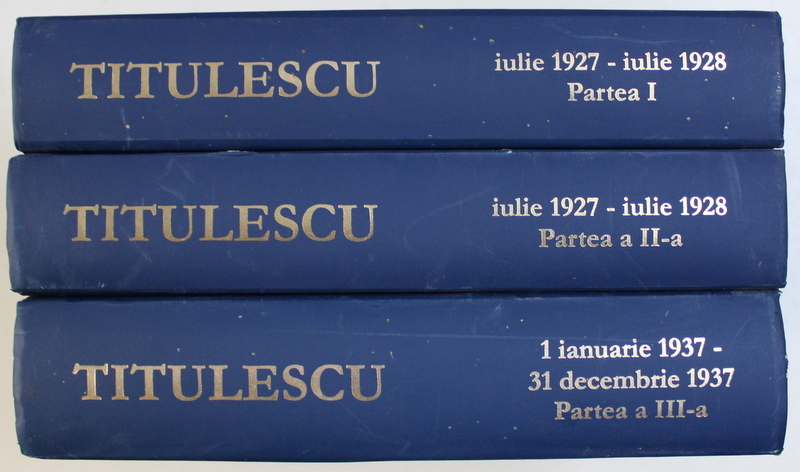 TITULESCU
iulie 1927 - iulie 1928
Partea I
TITULESCU
iulie 1927 - iulie 1928
Partea a II-a
TITULESCU
1 ianuarie 1937 -
31 decembrie 1937
Partea a III-a